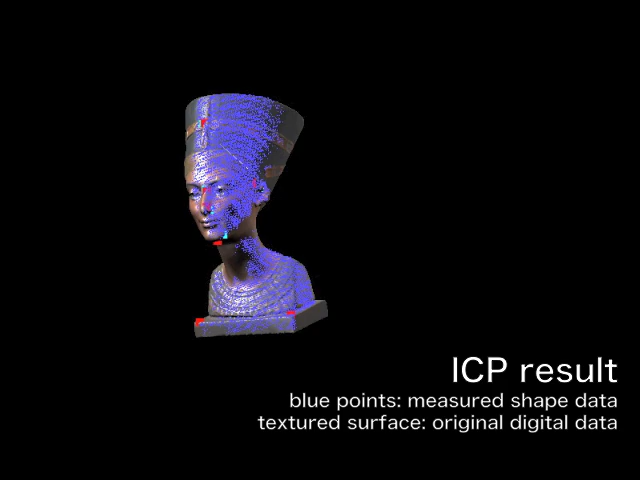 ICP result
blue points: measured shape data
textured surface: original digital data